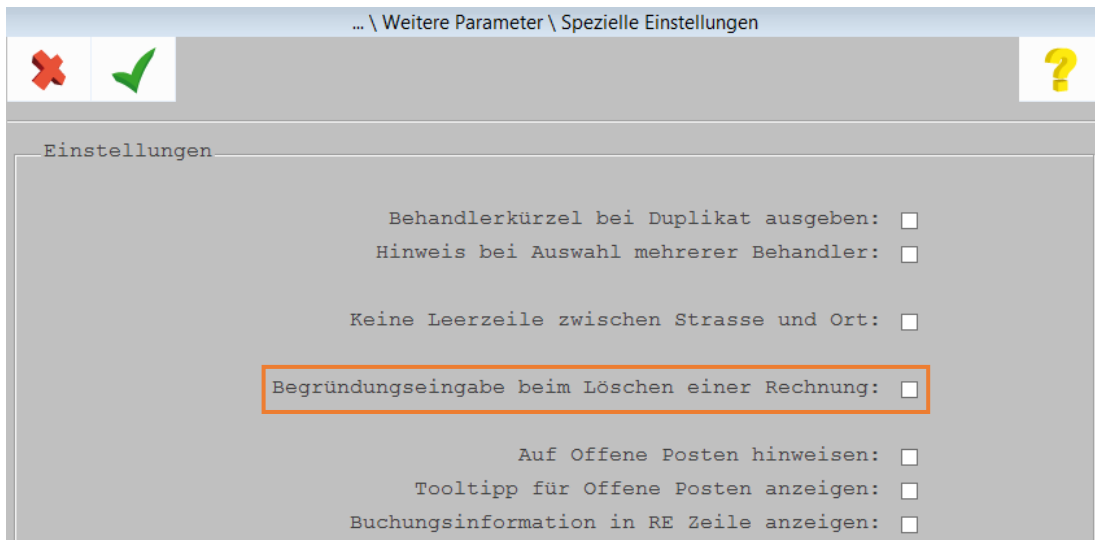 ... \ Weitere Parameter \ Spezielle Einstellungen
?
Einstellungen
Behandlerkürzel bei Duplikat ausgeben:
Hinweis bei Auswahl mehrerer Behandler:
Keine Leerzeile zwischen Strasse und Ort:
Begründungseingabe beim Löschen einer Rechnung:
Auf Offene Posten hinweisen:
Tooltipp für Offene Posten anzeigen:
Buchungsinformation in RE Zeile anzeigen: